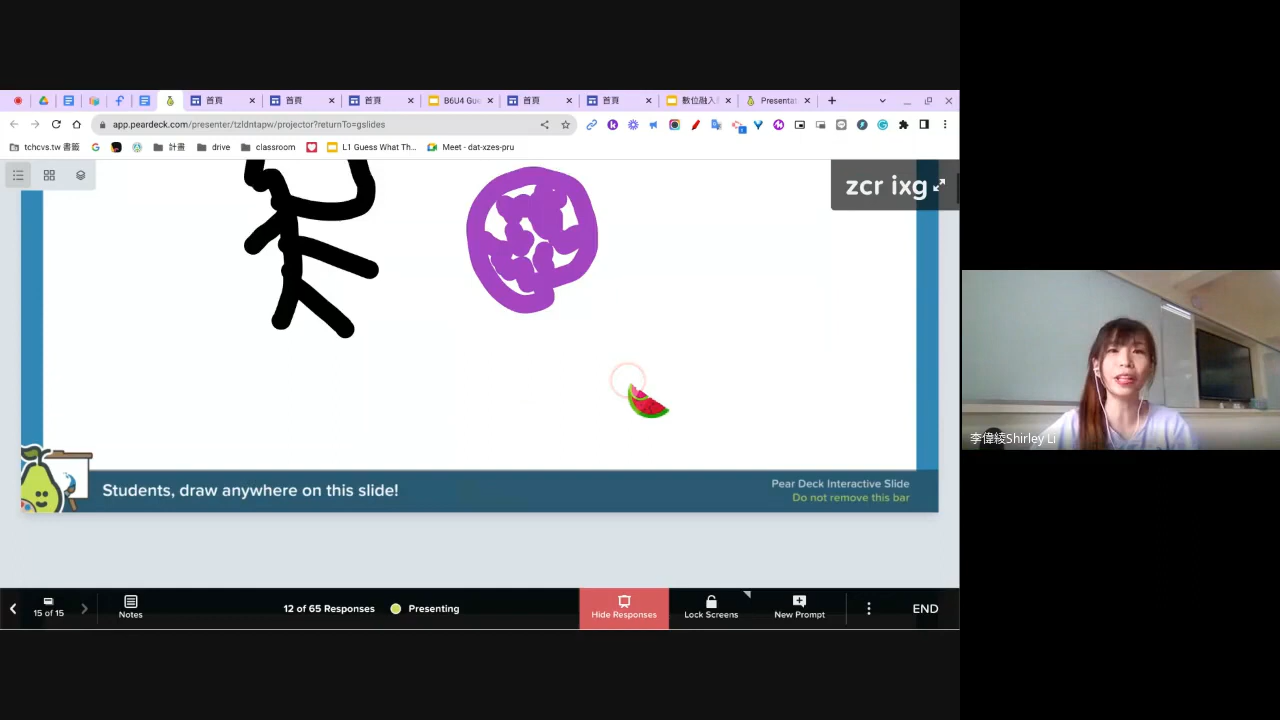 首頁
首頁
首頁
B6U4 Gue
首頁
首頁
數位融入
Presenta
app.peardeck.com/presenter/tzldntapw/projector?returnTo=gslides
tchcvs.tw 書籤
計畫
drive
classroom
L1 Guess What Th...
Meet - dat-xzes-pru
zcr ixg
Students, draw anywhere on this slide!
Pear Deck Interactive Slide
Do not remove this bar
15 of 15
Notes
12 of 65 Responses
Presenting
Hide Responses
Lock Screens
New Prompt
END
李偉綾Shirley Li